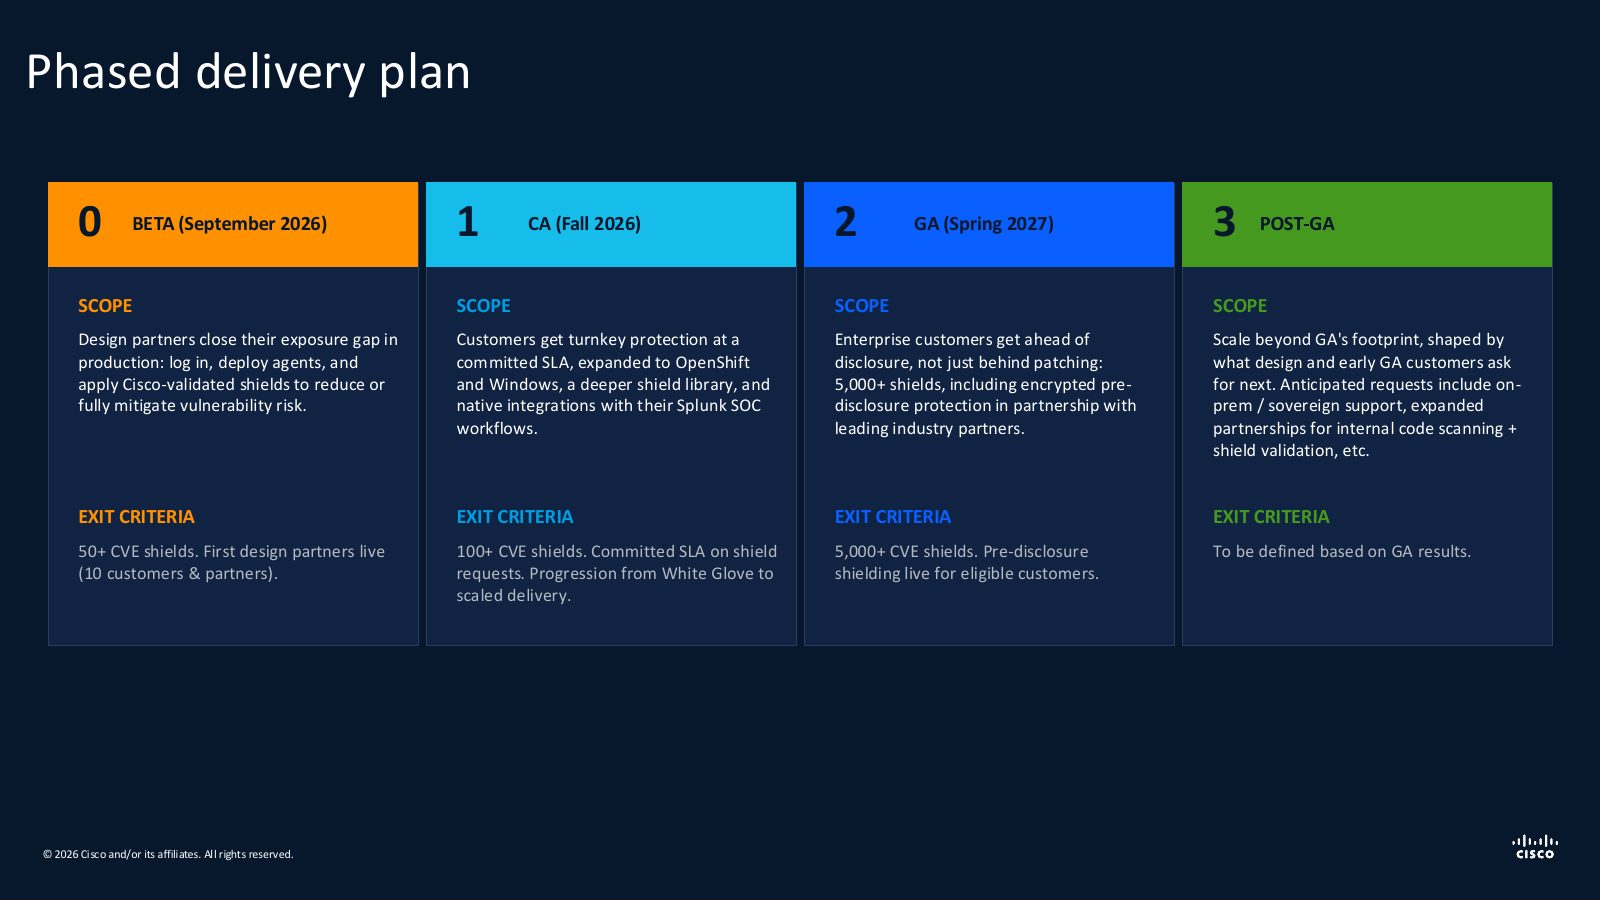 Phased delivery plan
0 BETA (September 2026)
SCOPE
Design partners close their exposure gap in
production: log in, deploy agents, and
apply Cisco-validated shields to reduce or
fully mitigate vulnerability risk.
EXIT CRITERIA
50+ CVE shields. First design partners live
(10 customers & partners).
1 CA (Fall 2026)
SCOPE
Customers get turnkey protection at a
committed SLA, expanded to OpenShift
and Windows, a deeper shield library, and
native integrations with their Splunk SOC
workflows.
EXIT CRITERIA
100+ CVE shields. Committed SLA on shield
requests. Progression from White Glove to
scaled delivery.
2 GA (Spring 2027)
SCOPE
Enterprise customers get ahead of
disclosure, not just behind patching:
5,000+ shields, including encrypted pre-
disclosure protection in partnership with
leading industry partners.
EXIT CRITERIA
5,000+ CVE shields. Pre-disclosure
shielding live for eligible customers.
3 POST-GA
SCOPE
Scale beyond GA's footprint, shaped by
what design and early GA customers ask
for next. Anticipated requests include on-
prem / sovereign support, expanded
partnerships for internal code scanning +
shield validation, etc.
EXIT CRITERIA
To be defined based on GA results.
© 2026 Cisco and/or its affiliates. All rights reserved.
CISCO